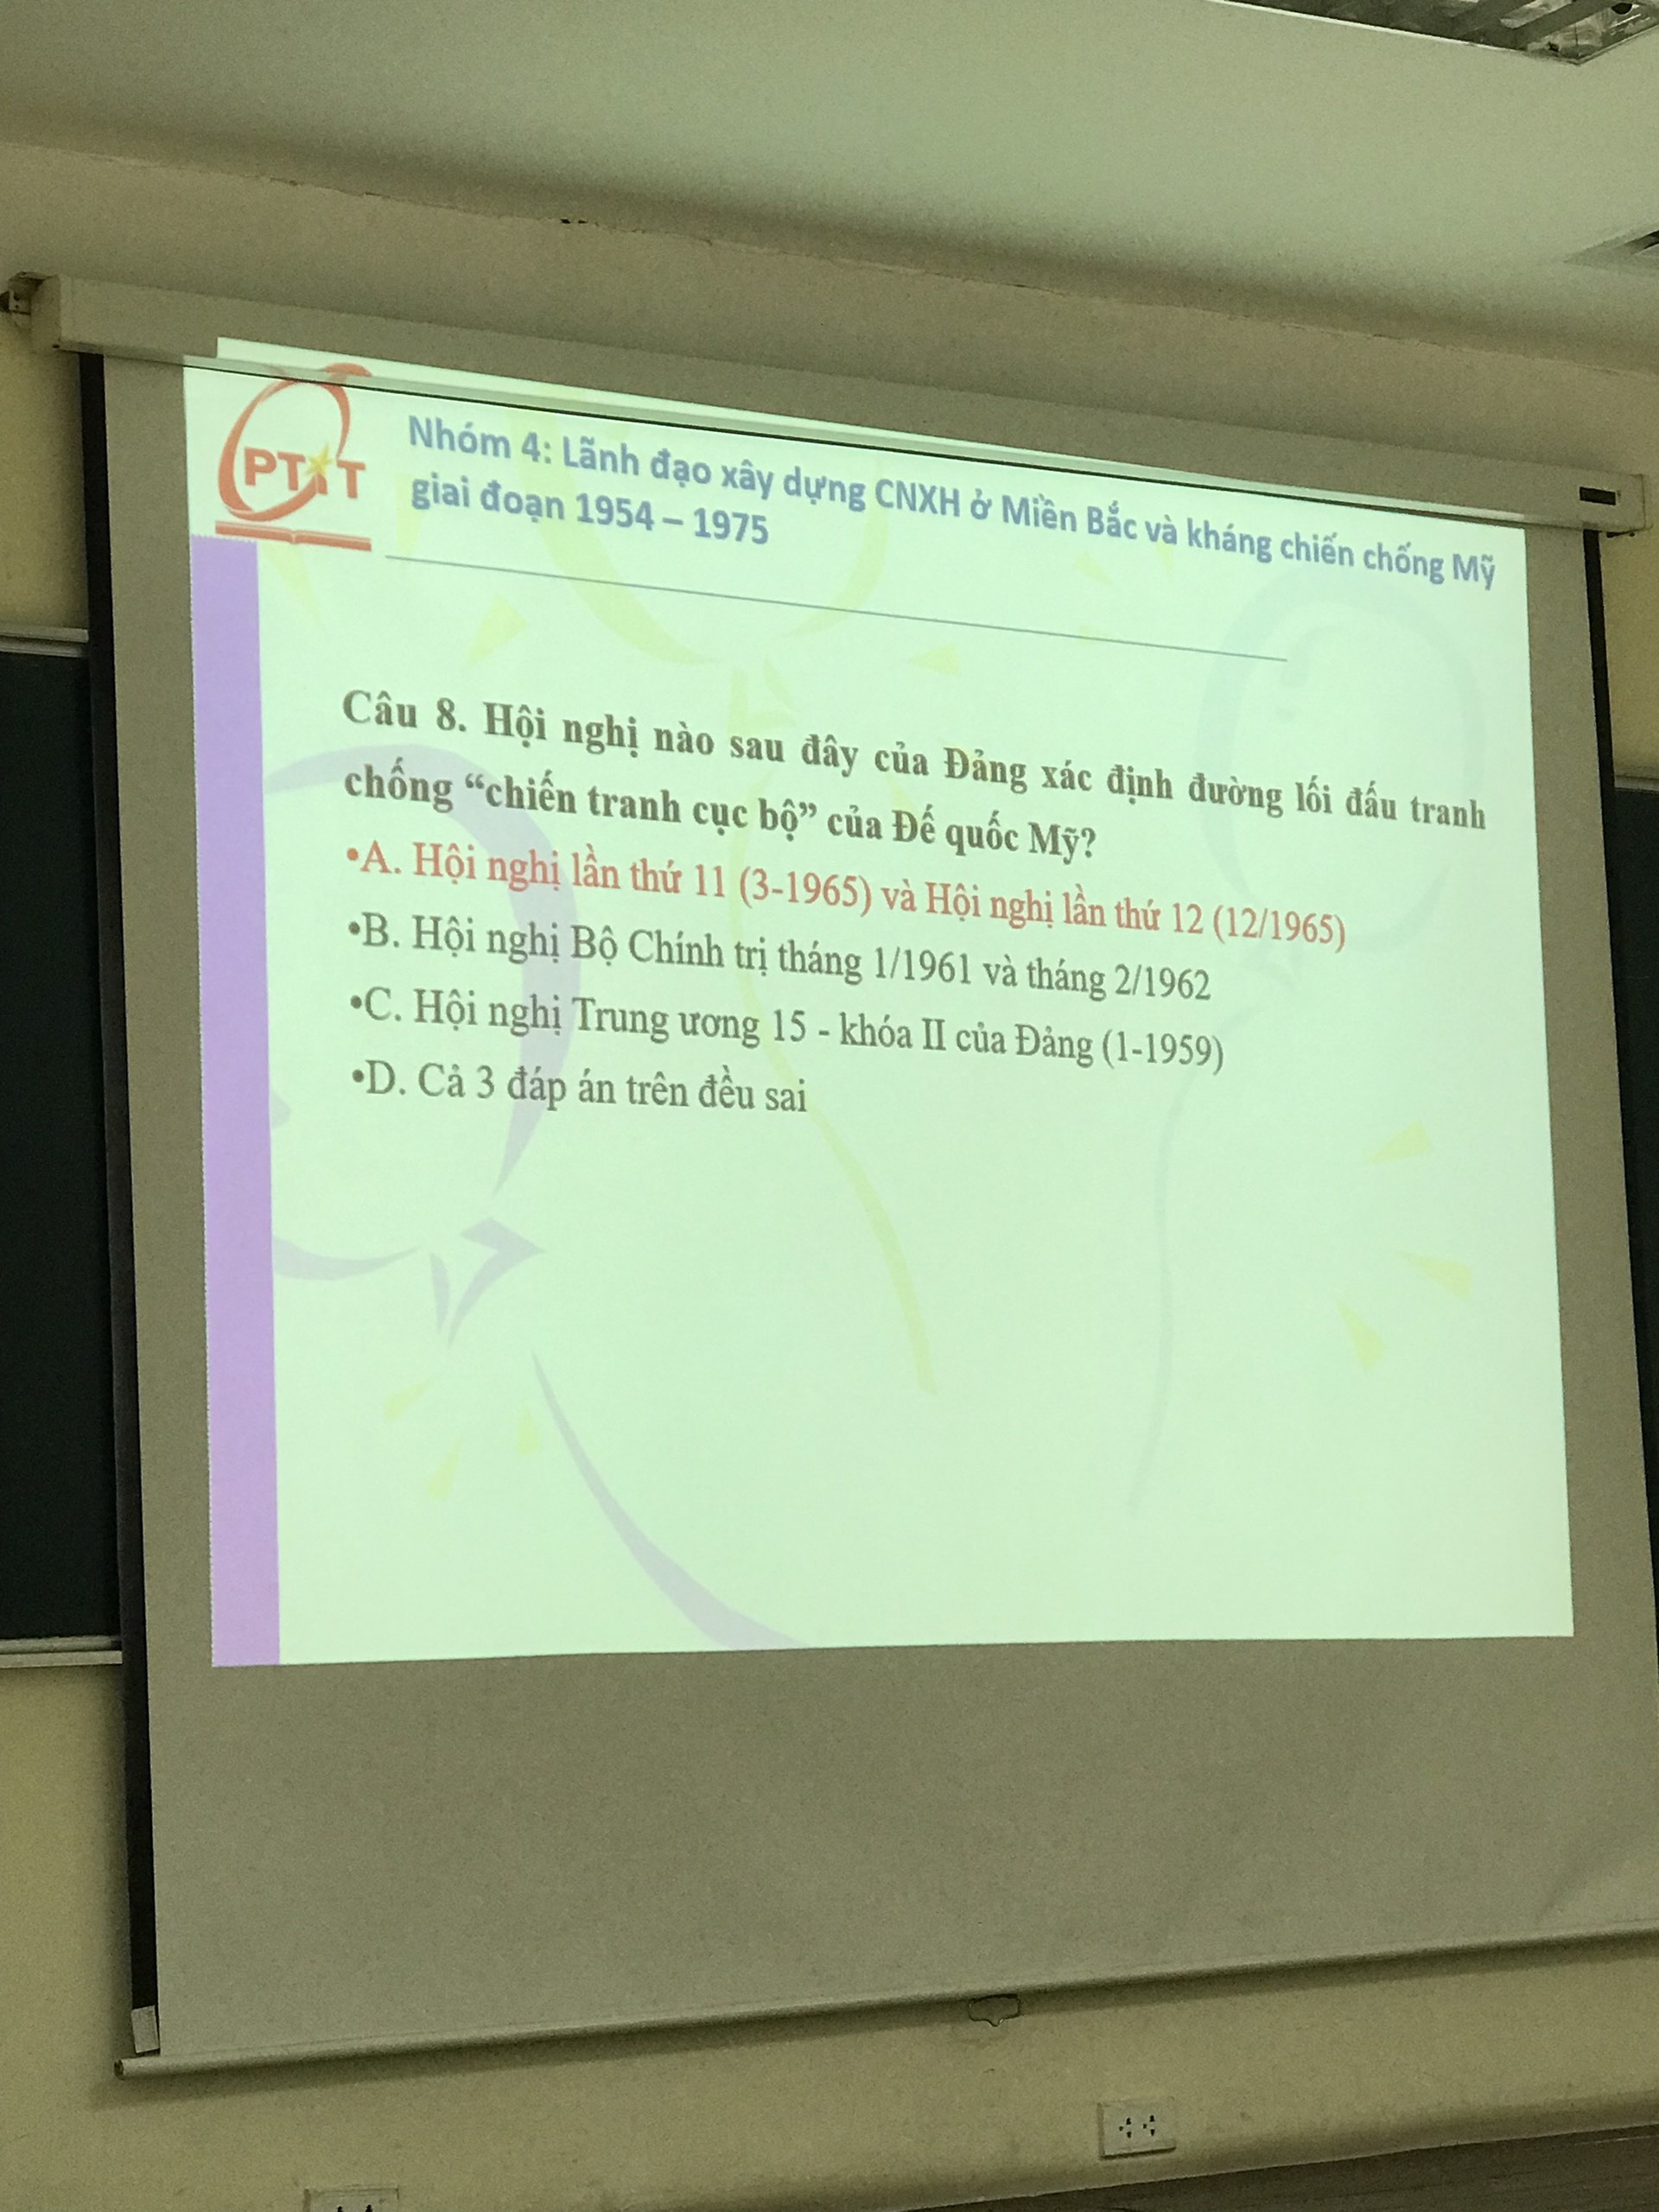 PTiT
Nhóm 4: Lãnh đạo xây dựng CNXH ở Miền Bắc và kháng chiến chống Mỹ
giai đoạn 1954 – 1975
Câu 8. Hội nghị nào sau đây của Đảng xác định đường lối đấu tranh
chống “chiến tranh cục bộ” của Đế quốc Mỹ?
•A. Hội nghị lần thứ 11 (3-1965) và Hội nghị lần thứ 12 (12/1965)
•B. Hội nghị Bộ Chính trị tháng 1/1961 và tháng 2/1962
•C. Hội nghị Trung ương 15 - khóa II của Đảng (1-1959)
•D. Cả 3 đáp án trên đều sai